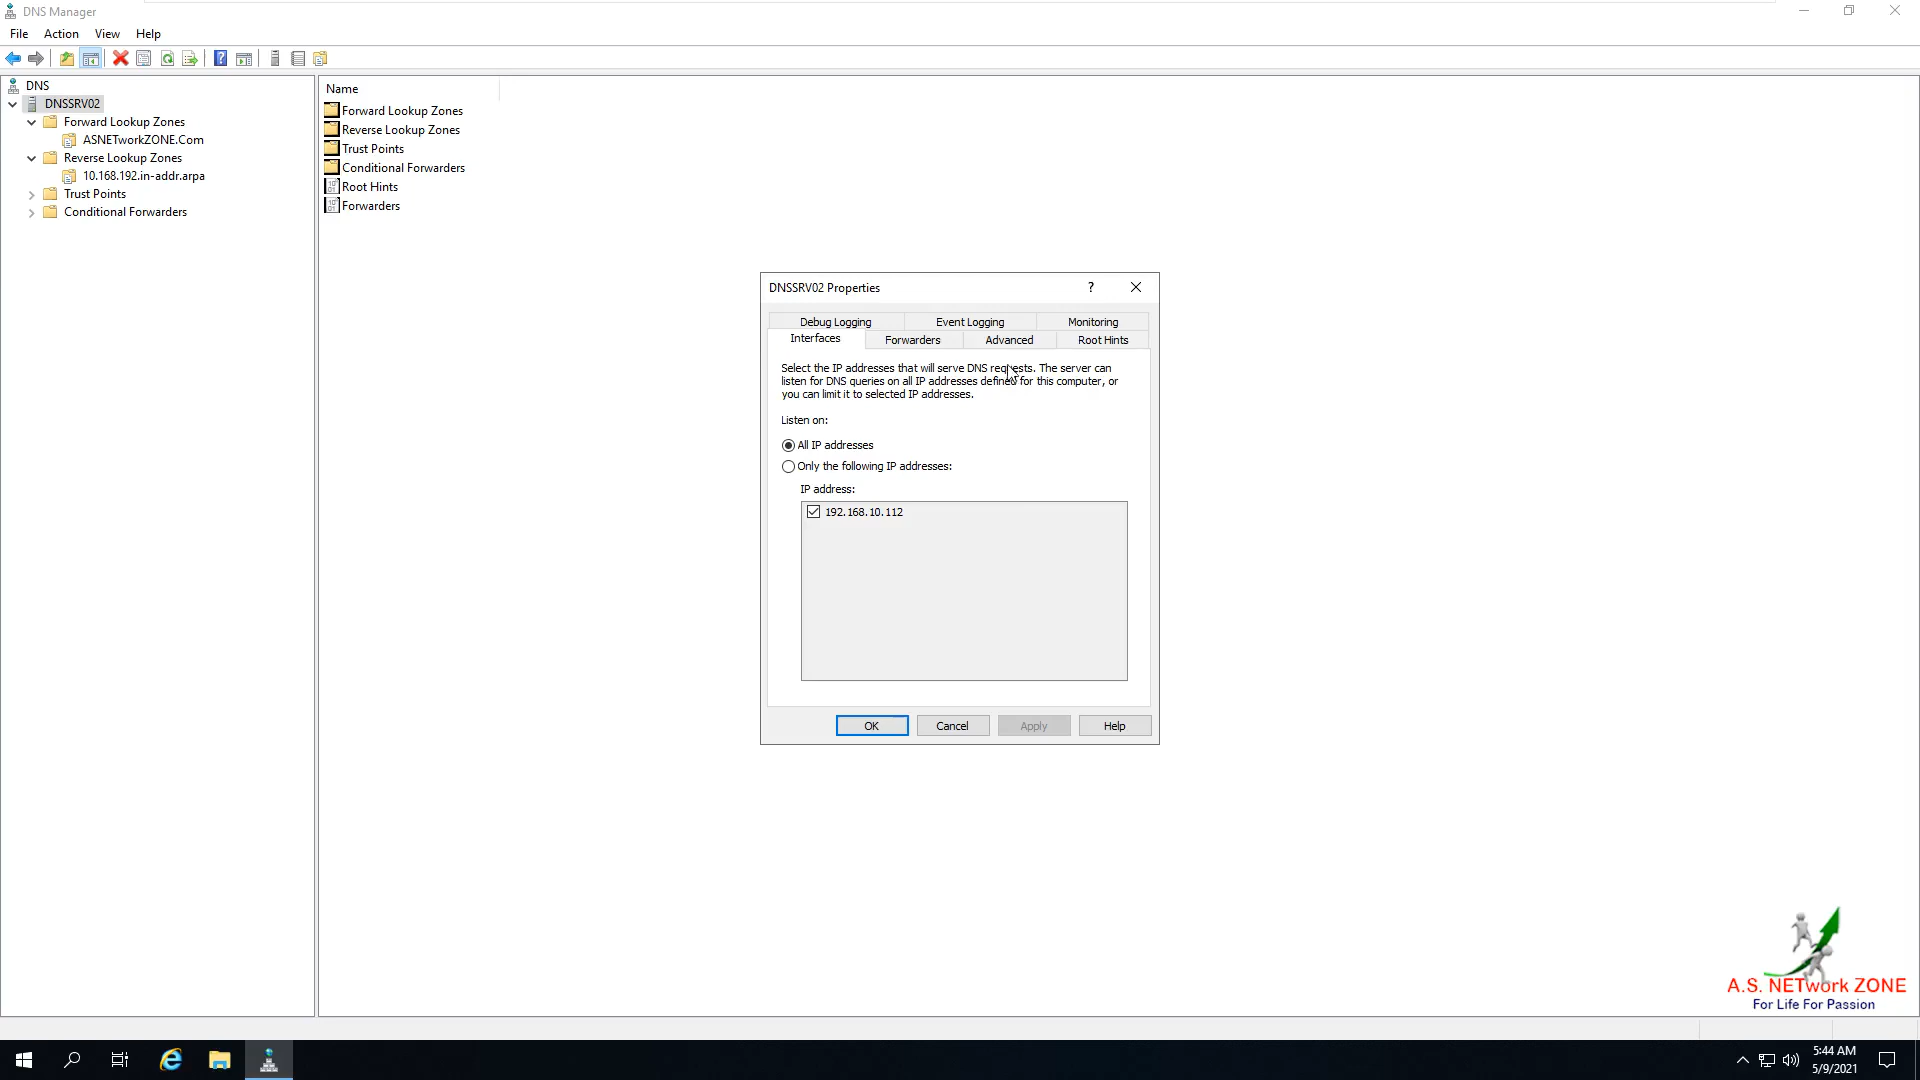 DNS Manager
File Action View Help
DNS
DNSSRV02
Forward Lookup Zones
ASNETworkZONE.Com
Reverse Lookup Zones
10.168.192.in-addr.arpa
Trust Points
Conditional Forwarders
Name
Forward Lookup Zones
Reverse Lookup Zones
Trust Points
Conditional Forwarders
Root Hints
Forwarders
DNSSRV02 Properties
Debug Logging Event Logging Monitoring
Interfaces Forwarders Advanced Root Hints
Select the IP addresses that will serve DNS requests. The server can
listen for DNS queries on all IP addresses defined for this computer, or
you can limit it to selected IP addresses.
Listen on:
All IP addresses
Only the following IP addresses:
IP address:
192.168.10.112
OK Cancel Apply Help
A.S. NETwork ZONE
For Life For Passion
5:44 AM
5/9/2021